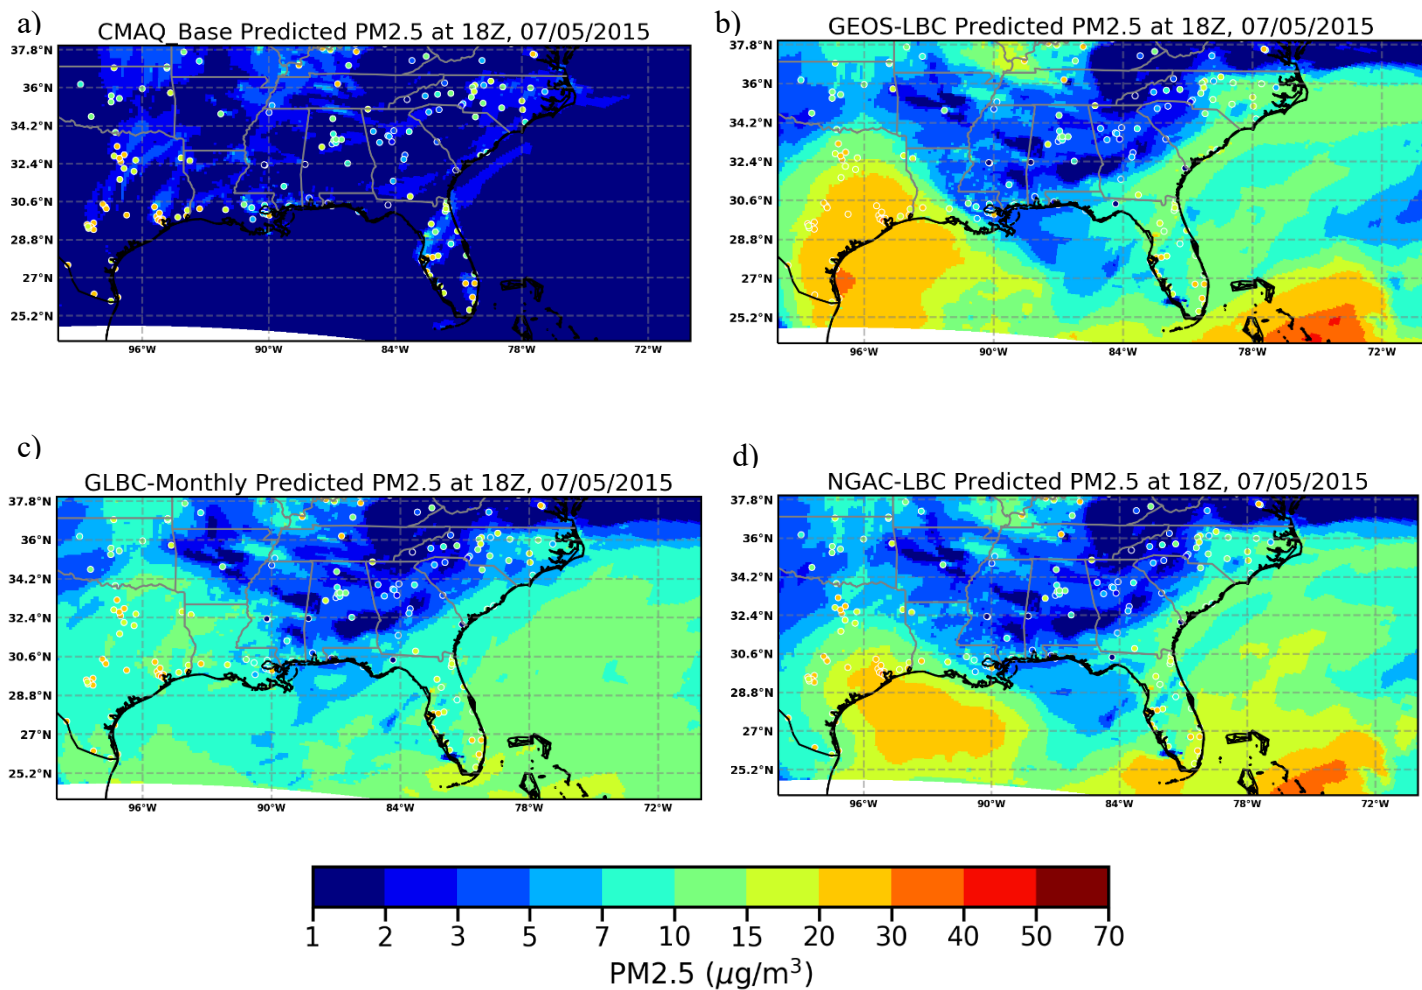 a)
CMAQ_Base Predicted PM2.5 at 18Z, 07/05/2015
37.8°N
36°N
34.2°N
32.4°N
30.6°N
28.8°N
27°N
25.2°N
96°W 90°W 84°W 78°W 72°W
b)
GEOS-LBC Predicted PM2.5 at 18Z, 07/05/2015
37.8°N
36°N
34.2°N
32.4°N
30.6°N
28.8°N
27°N
25.2°N
96°W 90°W 84°W 78°W 72°W
c)
GLBC-Monthly Predicted PM2.5 at 18Z, 07/05/2015
37.8°N
36°N
34.2°N
32.4°N
30.6°N
28.8°N
27°N
25.2°N
96°W 90°W 84°W 78°W 72°W
d)
NGAC-LBC Predicted PM2.5 at 18Z, 07/05/2015
37.8°N
36°N
34.2°N
32.4°N
30.6°N
28.8°N
27°N
25.2°N
96°W 90°W 84°W 78°W 72°W
1 2 3 5 7 10 15 20 30 40 50 70
PM2.5 (μg/m³)